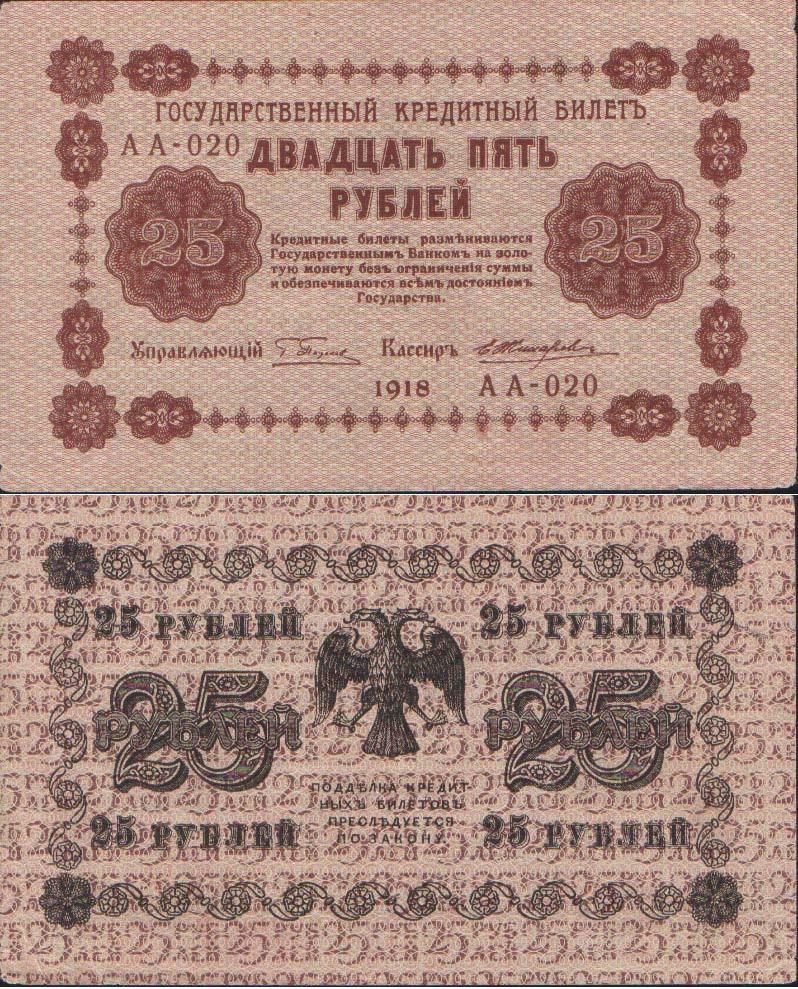 ГОСУДАРСТВЕННЫЙ КРЕДИТНЫЙ БИЛЕТЪ
АА-020 ДВАДЦАТЬ ПЯТЬ
РУБЛЕЙ
25
25
Кредитные билеты размѣниваются
Государственнымъ Банкомъ на золо-
тую монету безъ ограниченія суммы
и обезпечиваются всѣмъ достояніемъ
Государства.
Управляющій Кассиръ
1918 АА-020
25 РУБЛЕЙ 25 РУБЛЕЙ
25 РУБЛЕЙ 25 РУБЛЕЙ
ПОДДѢЛКА КРЕДИТ-
НЫХЪ БИЛЕТОВЪ
ПРЕСЛѢДУЕТСЯ
ПО ЗАКОНУ.
25 РУБЛЕЙ 25 РУБЛЕЙ